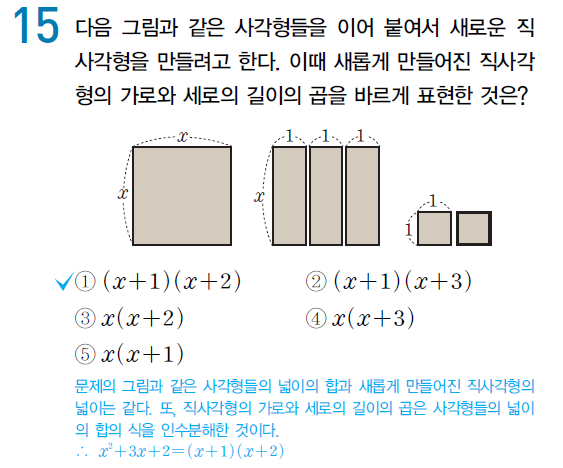 15 다음 그림과 같은 사각형들을 이어 붙여서 새로운 직
사각형을 만들려고 한다. 이때 새롭게 만들어진 직사각
형의 가로와 세로의 길이의 곱을 바르게 표현한 것은?
x 1 1 1
x x 1
1
✓① (x+1)(x+2) ② (x+1)(x+3)
③ x(x+2) ④ x(x+3)
⑤ x(x+1)
문제의 그림과 같은 사각형들의 넓이의 합과 새롭게 만들어진 직사각형의
넓이는 같다. 또, 직사각형의 가로와 세로의 길이의 곱은 사각형들의 넓이
의 합의 식을 인수분해한 것이다.
∴ x²+3x+2=(x+1)(x+2)